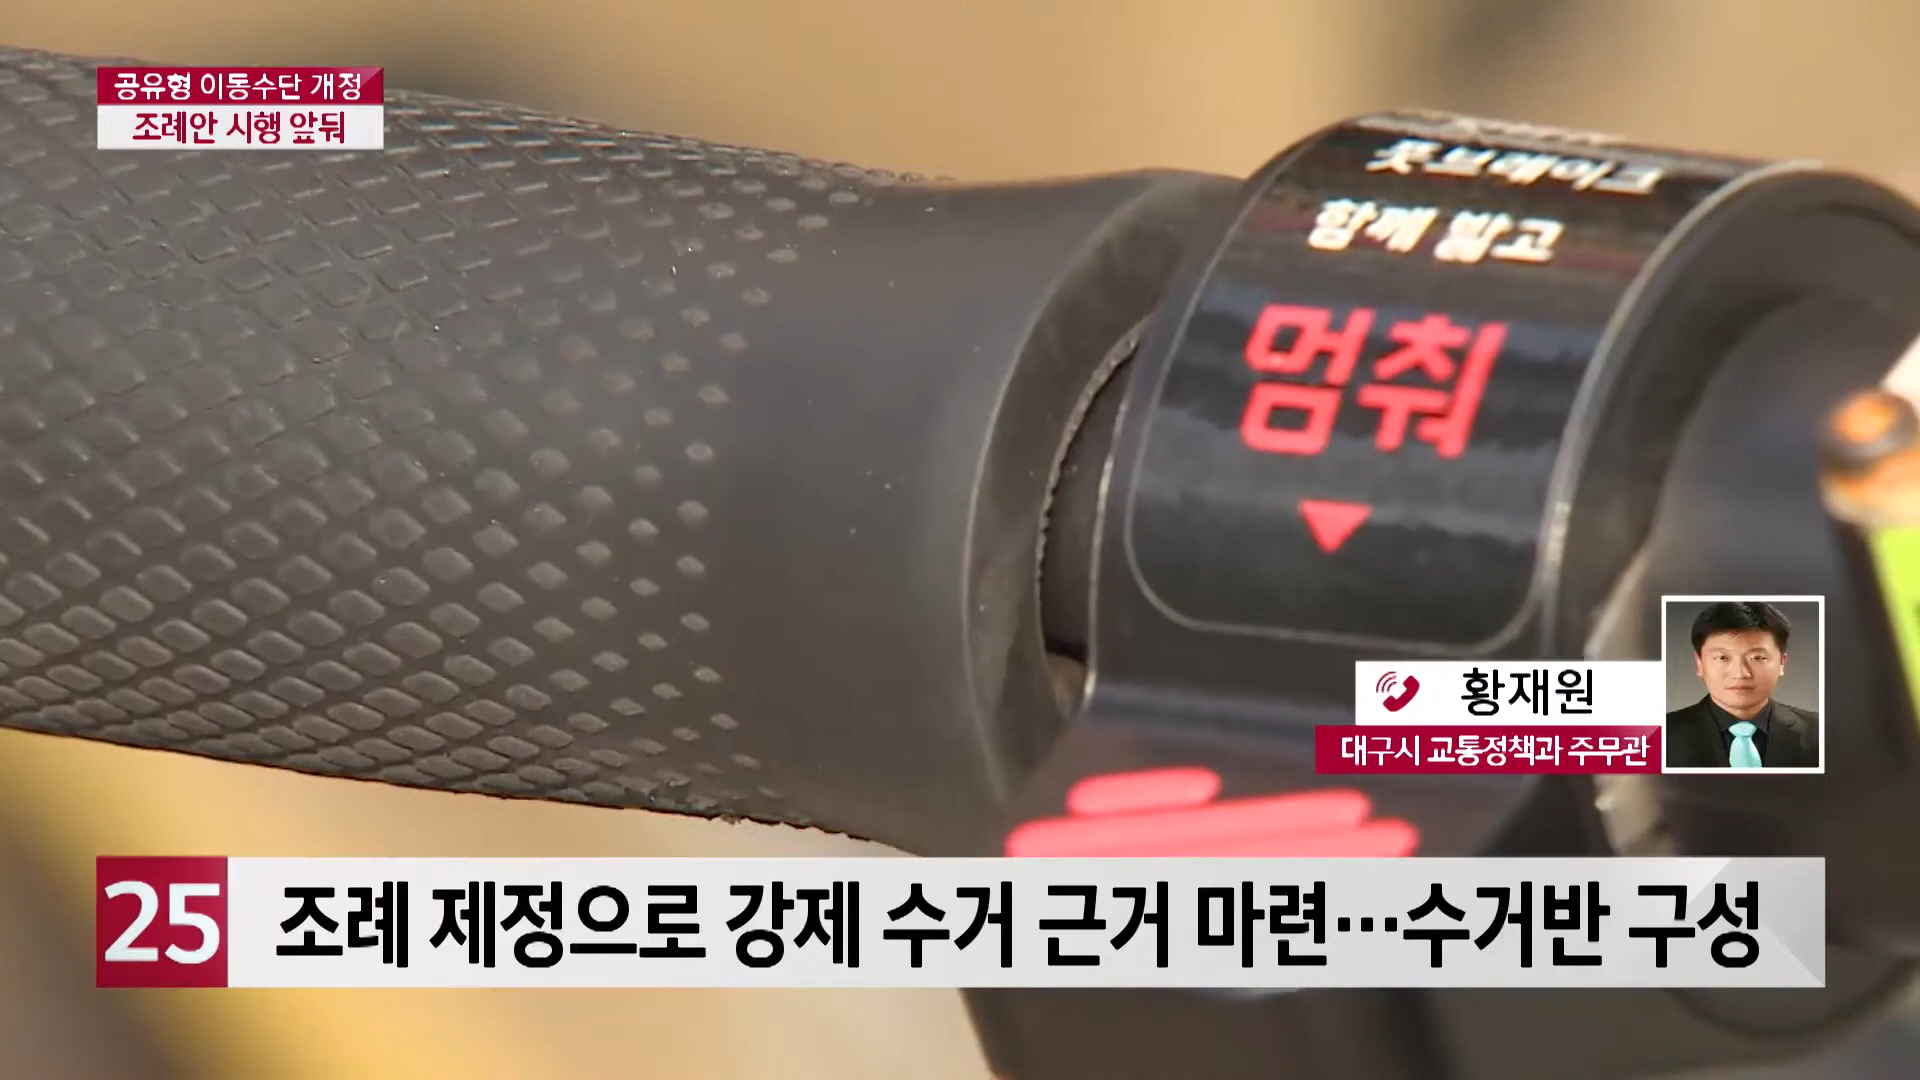 공유형 이동수단 개정
조례안 시행 앞둬
풋브레이크
함께 밟고
멈춰
황재원
대구시 교통정책과 주무관
25 조례 제정으로 강제 수거 근거 마련…수거반 구성